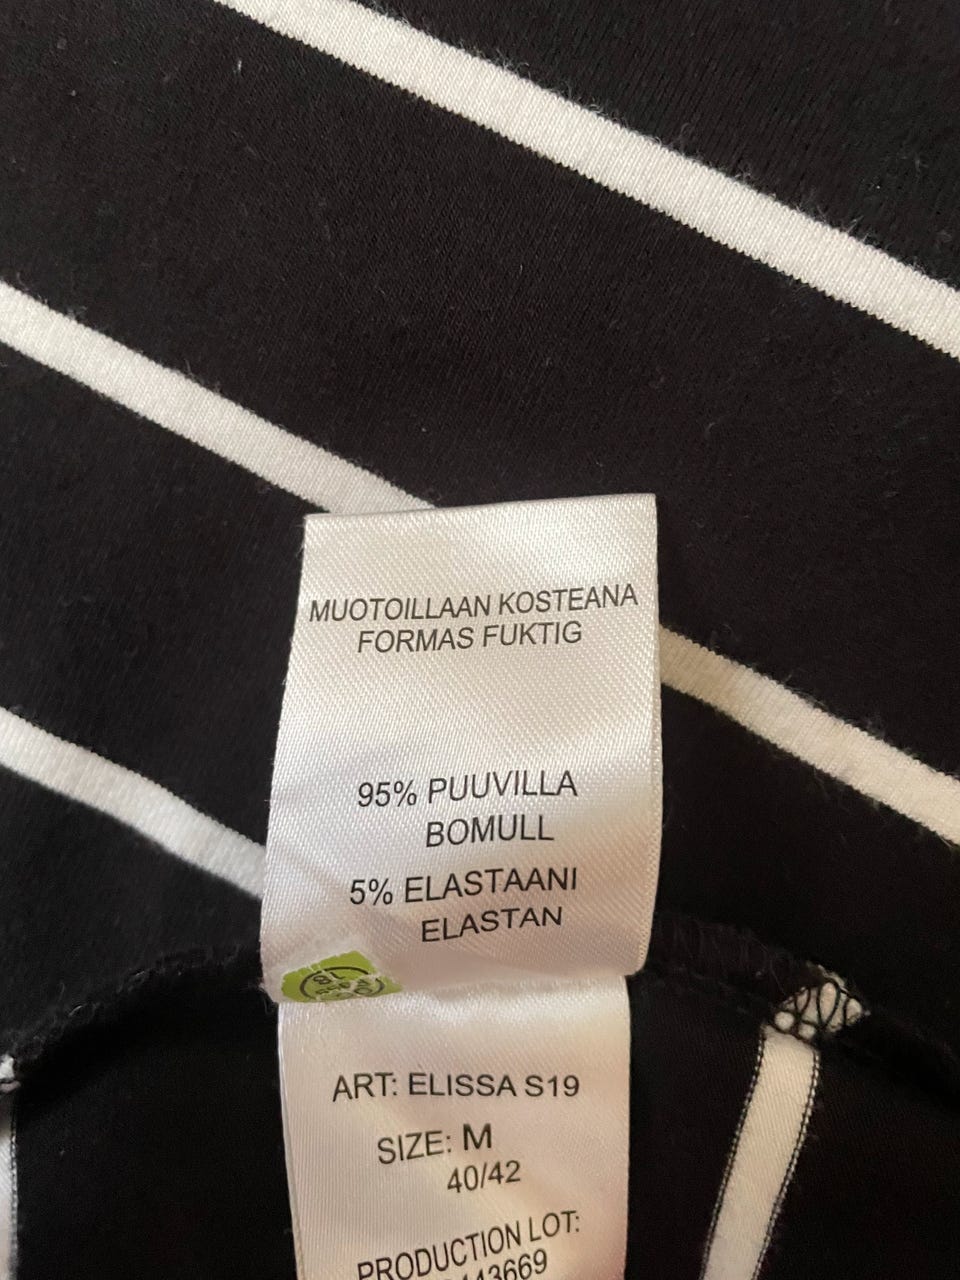 MUOTOILLAAN KOSTEANA
FORMAS FUKTIG
95% PUUVILLA
BOMULL
5% ELASTAANI
ELASTAN
ART: ELISSA S19
SIZE: M
40/42
PRODUCTION LOT: